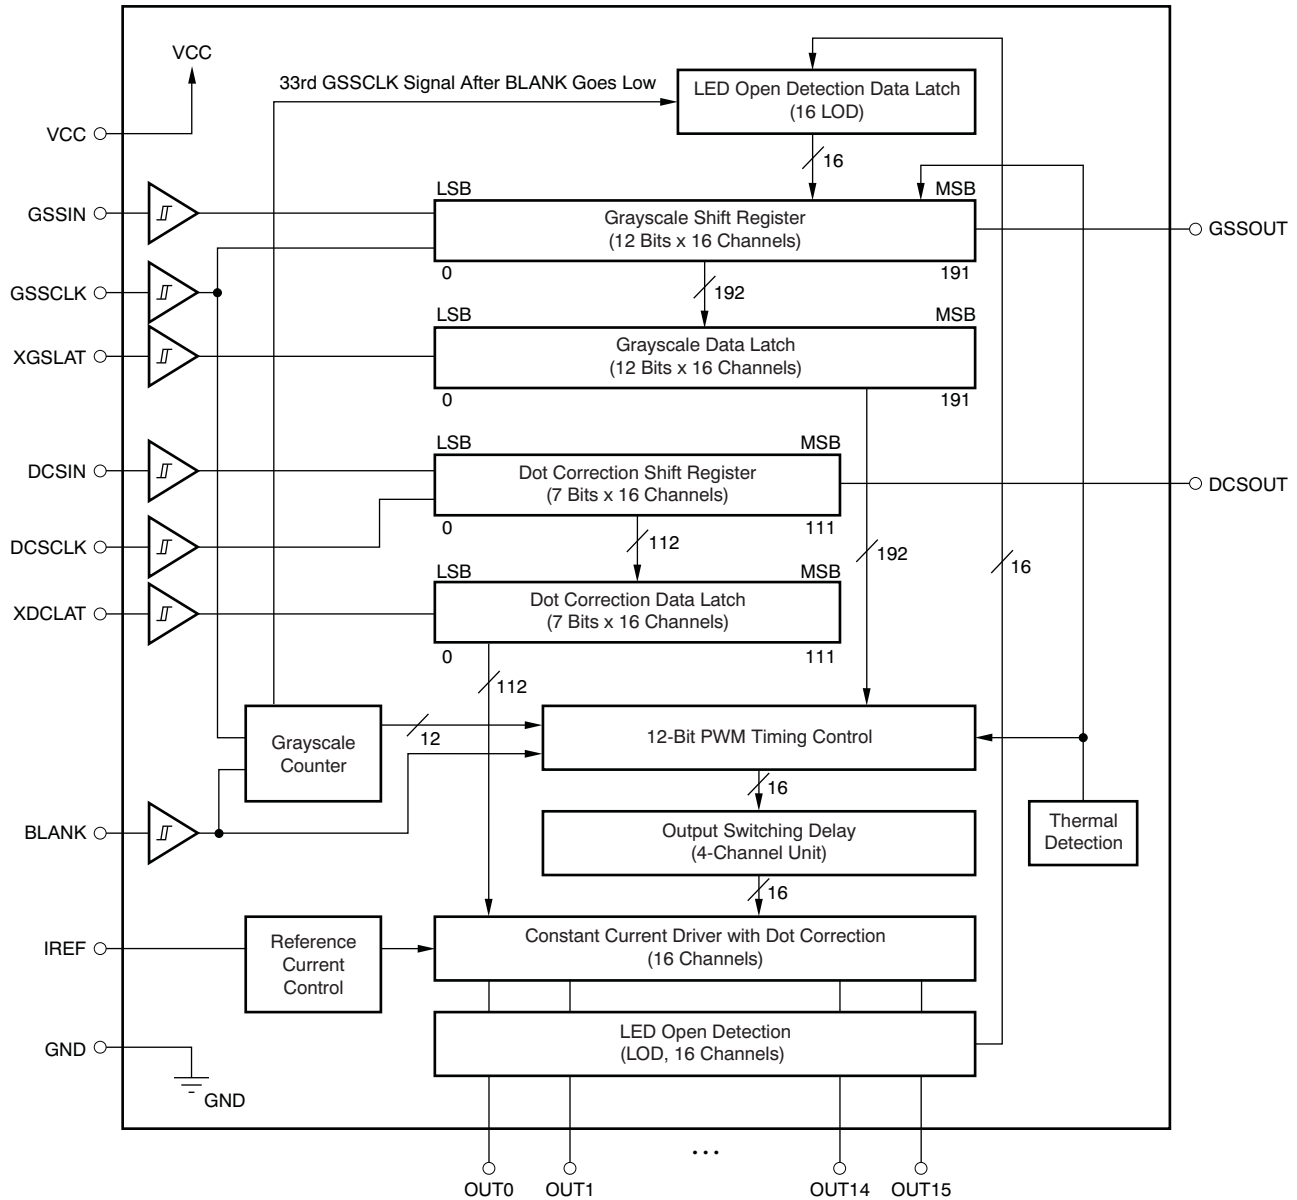 VCC
33rd GSSCLK Signal After BLANK Goes Low
LED Open Detection Data Latch
(16 LOD)
VCC
16
LSB
MSB
GSSIN
Grayscale Shift Register
(12 Bits x 16 Channels)
GSSOUT
0
191
GSSCLK
192
LSB
MSB
XGSLAT
Grayscale Data Latch
(12 Bits x 16 Channels)
0
191
LSB
MSB
DCSIN
Dot Correction Shift Register
(7 Bits x 16 Channels)
DCSOUT
0
111
DCSCLK
112
192
16
LSB
MSB
XDCLAT
Dot Correction Data Latch
(7 Bits x 16 Channels)
0
111
112
Grayscale
Counter
12
12-Bit PWM Timing Control
16
BLANK
Output Switching Delay
(4-Channel Unit)
Thermal
Detection
16
IREF
Reference
Current
Control
Constant Current Driver with Dot Correction
(16 Channels)
LED Open Detection
(LOD, 16 Channels)
GND
GND
...
OUT0
OUT1
OUT14
OUT15